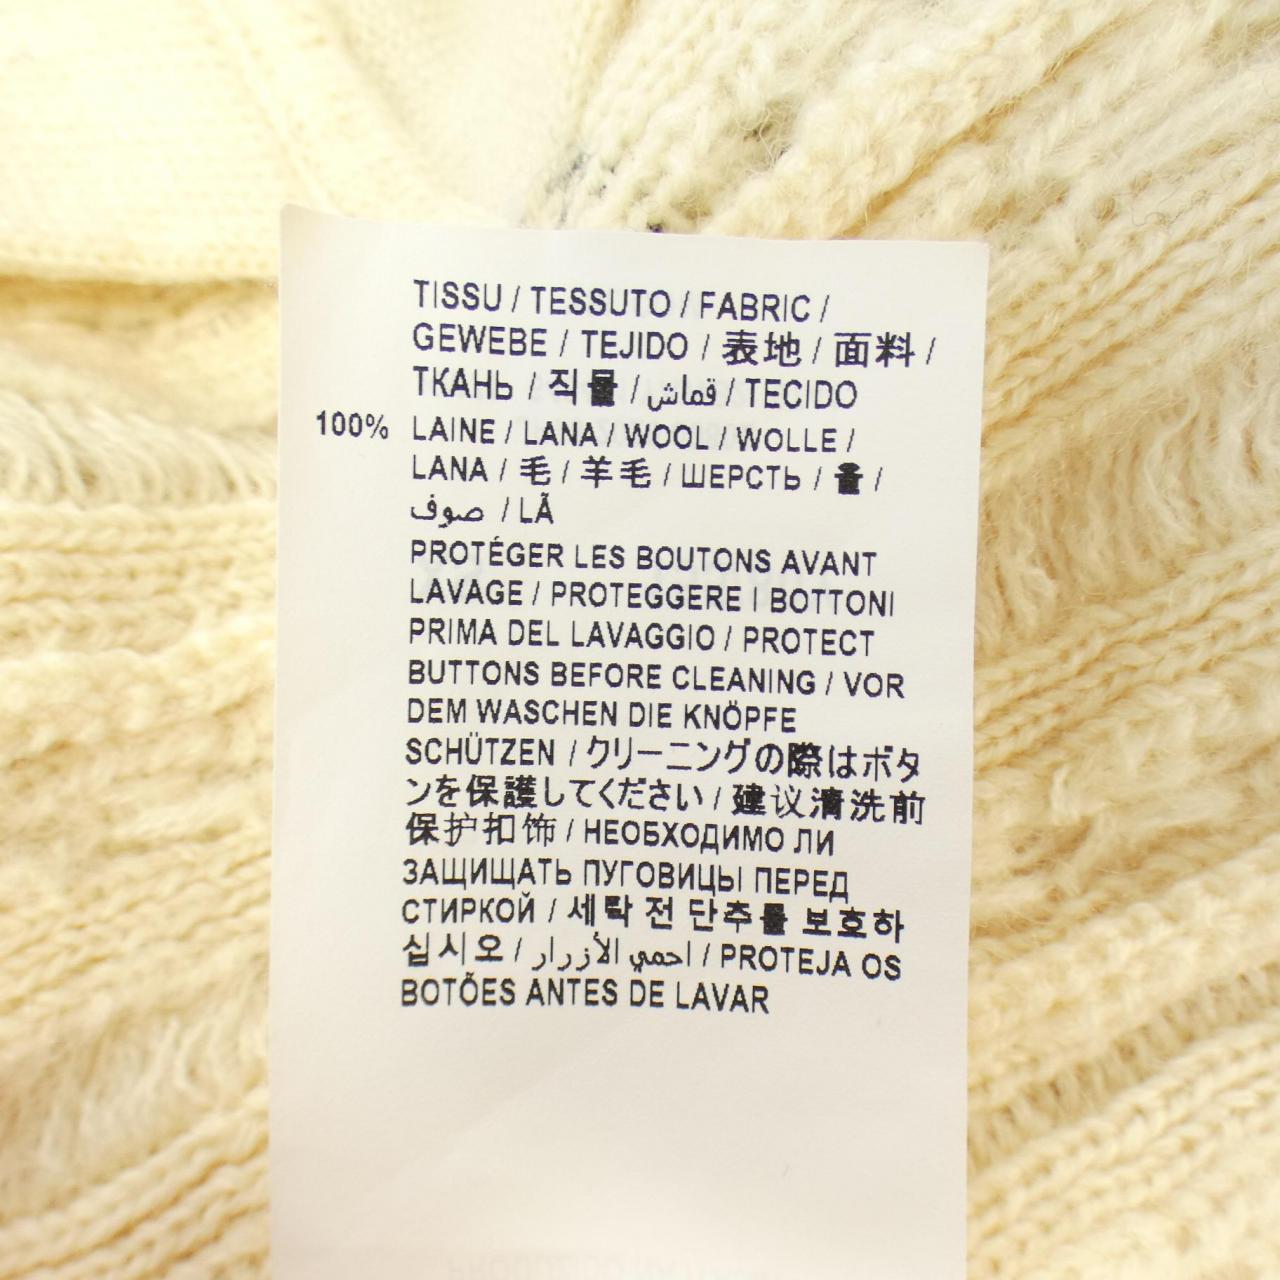 TISSU / TESSUTO / FABRIC /
GEWEBE / TEJIDO / 表地 / 面料 /
ТКАНЬ / 직물 / قماش / TECIDO
100% LAINE / LANA / WOOL / WOLLE /
LANA / 毛 / 羊毛 / ШЕРСТЬ / 울 /
صوف / LÃ
PROTÉGER LES BOUTONS AVANT
LAVAGE / PROTEGGERE I BOTTONI
PRIMA DEL LAVAGGIO / PROTECT
BUTTONS BEFORE CLEANING / VOR
DEM WASCHEN DIE KNÖPFE
SCHÜTZEN / クリーニングの際はボタ
ンを保護してください / 建议清洗前
保护扣饰 / НЕОБХОДИМО ЛИ
ЗАЩИЩАТЬ ПУГОВИЦЫ ПЕРЕД
СТИРКОЙ / 세탁 전 단추를 보호하
십시오 / احمي الأزرار / PROTEJA OS
BOTÕES ANTES DE LAVAR